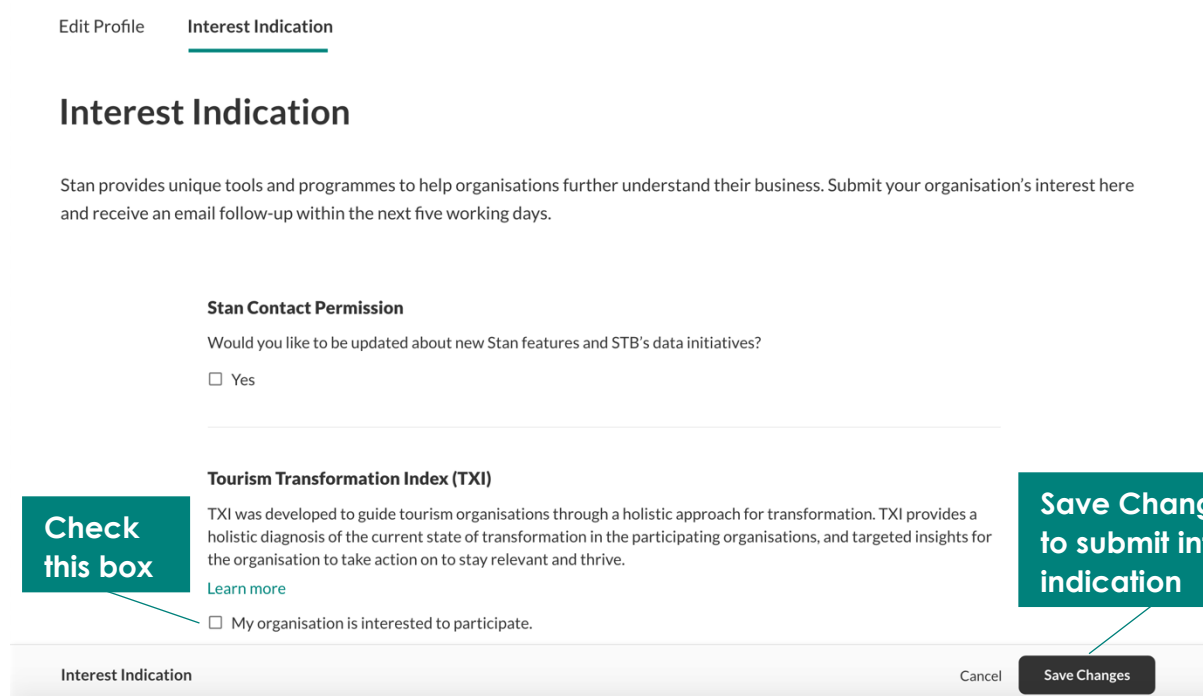 Edit Profile
Interest Indication
Interest Indication
Stan provides unique tools and programmes to help organisations further understand their business. Submit your organisation’s interest here
and receive an email follow-up within the next five working days.
Stan Contact Permission
Would you like to be updated about new Stan features and STB’s data initiatives?
Yes
Tourism Transformation Index (TXI)
TXI was developed to guide tourism organisations through a holistic approach for transformation. TXI provides a
holistic diagnosis of the current state of transformation in the participating organisations, and targeted insights for
the organisation to take action on to stay relevant and thrive.
Learn more
My organisation is interested to participate.
Check
this box
Save
to submit
indication
Interest Indication
Cancel
Save Changes